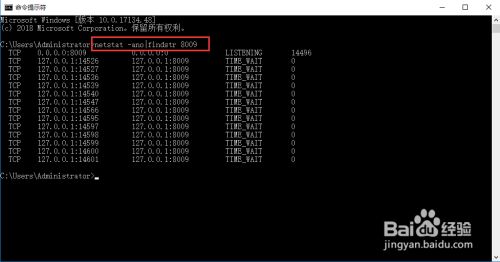 命令提示符
Microsoft Windows [版本 10.0.17134.48]
(c) 2018 Microsoft Corporation。保留所有权利。
C:\Users\Administrator>netstat -ano|findstr 8009
TCP 0.0.0.0:8009 0.0.0.0:0 LISTENING 14496
TCP 127.0.0.1:14526 127.0.0.1:8009 TIME_WAIT 0
TCP 127.0.0.1:14527 127.0.0.1:8009 TIME_WAIT 0
TCP 127.0.0.1:14530 127.0.0.1:8009 TIME_WAIT 0
TCP 127.0.0.1:14539 127.0.0.1:8009 TIME_WAIT 0
TCP 127.0.0.1:14540 127.0.0.1:8009 TIME_WAIT 0
TCP 127.0.0.1:14547 127.0.0.1:8009 TIME_WAIT 0
TCP 127.0.0.1:14566 127.0.0.1:8009 TIME_WAIT 0
TCP 127.0.0.1:14595 127.0.0.1:8009 TIME_WAIT 0
TCP 127.0.0.1:14597 127.0.0.1:8009 TIME_WAIT 0
TCP 127.0.0.1:14598 127.0.0.1:8009 TIME_WAIT 0
TCP 127.0.0.1:14599 127.0.0.1:8009 TIME_WAIT 0
TCP 127.0.0.1:14600 127.0.0.1:8009 TIME_WAIT 0
TCP 127.0.0.1:14601 127.0.0.1:8009 TIME_WAIT 0
C:\Users\Administrator>
Baidu 经验
jingyan.baidu.com